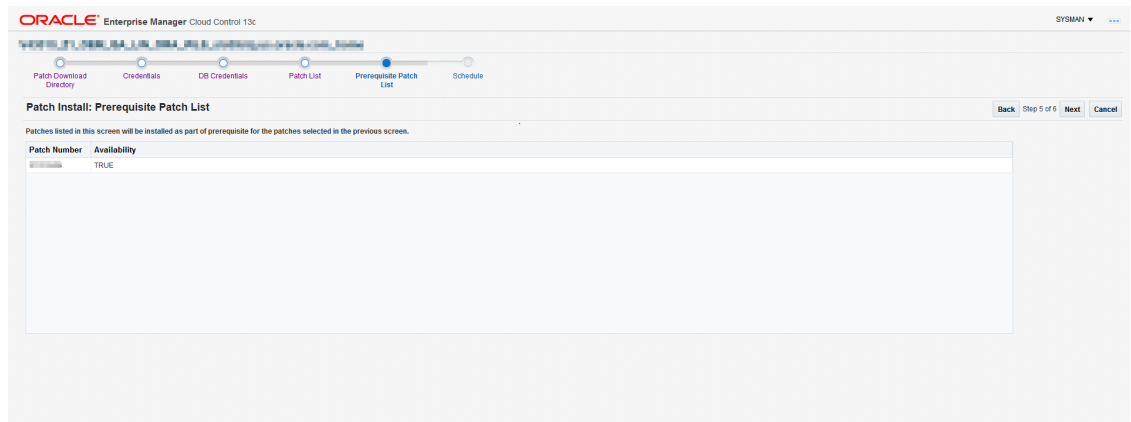 ORACLE® Enterprise Manager Cloud Control 13c
SYSMAN
Patch Download Directory
Credentials
DB Credentials
Patch List
Prerequisite Patch List
Schedule
Patch Install: Prerequisite Patch List
Back Step 5 of 6 Next Cancel
Patches listed in this screen will be installed as part of prerequisite for the patches selected in the previous screen.
Patch Number Availability
TRUE